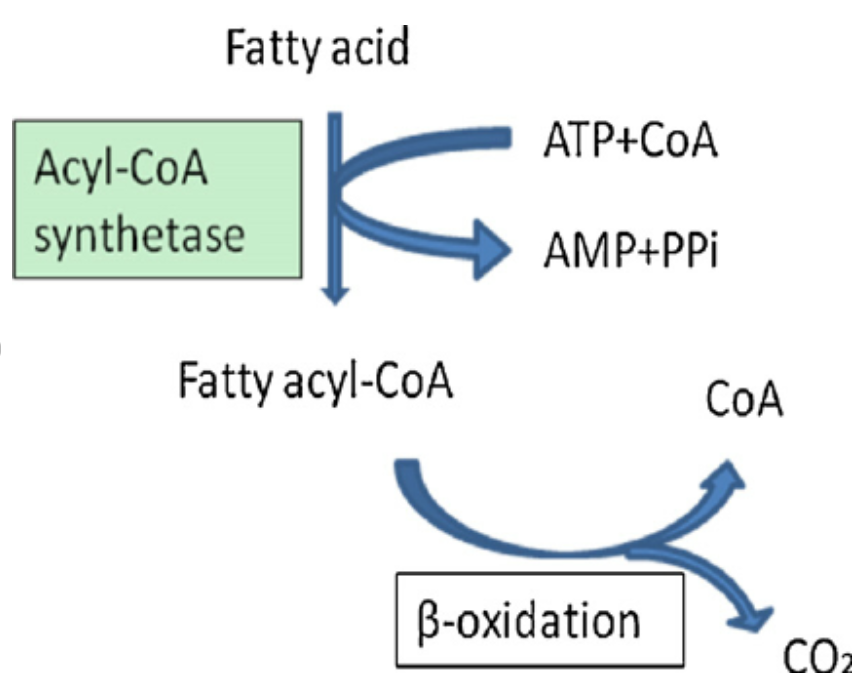 Fatty acid
ATP+CoA
Acyl-CoA
synthetase
AMP+PPi
Fatty acyl-CoA
CoA
β-oxidation
CO₂